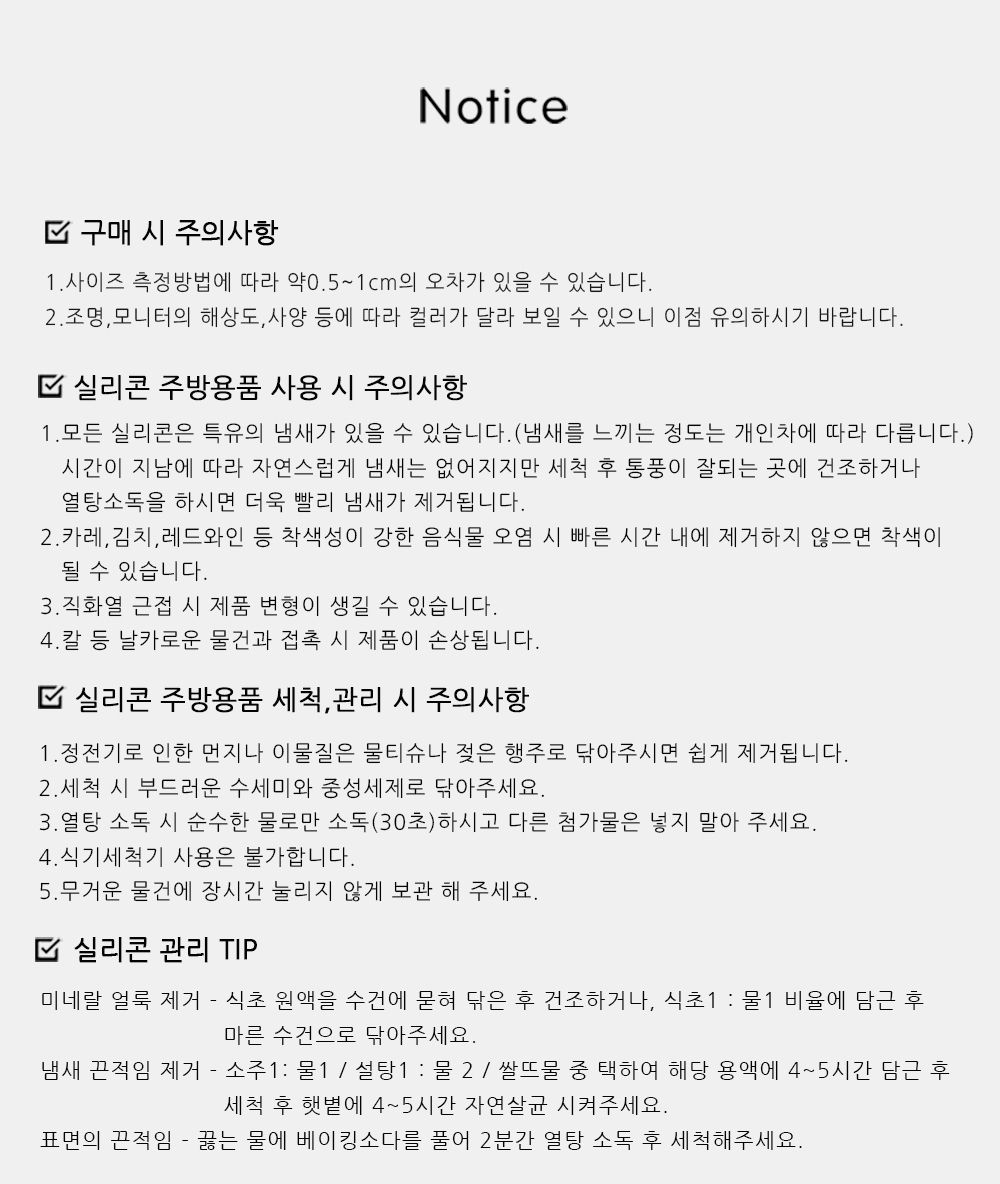 Notice
구매 시 주의사항
1.사이즈 측정방법에 따라 약0.5~1cm의 오차가 있을 수 있습니다.
2.조명,모니터의 해상도,사양 등에 따라 컬러가 달라 보일 수 있으니 이점 유의하시기 바랍니다.
실리콘 주방용품 사용 시 주의사항
1.모든 실리콘은 특유의 냄새가 있을 수 있습니다.(냄새를 느끼는 정도는 개인차에 따라 다릅니다.)
시간이 지남에 따라 자연스럽게 냄새는 없어지지만 세척 후 통풍이 잘되는 곳에 건조하거나
열탕소독을 하시면 더욱 빨리 냄새가 제거됩니다.
2.카레,김치,레드와인 등 착색성이 강한 음식물 오염 시 빠른 시간 내에 제거하지 않으면 착색이
될 수 있습니다.
3.직화열 근접 시 제품 변형이 생길 수 있습니다.
4.칼 등 날카로운 물건과 접촉 시 제품이 손상됩니다.
실리콘 주방용품 세척,관리 시 주의사항
1.정전기로 인한 먼지나 이물질은 물티슈나 젖은 행주로 닦아주시면 쉽게 제거됩니다.
2.세척 시 부드러운 수세미와 중성세제로 닦아주세요.
3.열탕 소독 시 순수한 물로만 소독(30초)하시고 다른 첨가물은 넣지 말아 주세요.
4.식기세척기 사용은 불가합니다.
5.무거운 물건에 장시간 눌리지 않게 보관 해 주세요.
실리콘 관리 TIP
미네랄 얼룩 제거 - 식초 원액을 수건에 묻혀 닦은 후 건조하거나, 식초1 : 물1 비율에 담근 후
마른 수건으로 닦아주세요.
냄새 끈적임 제거 - 소주1: 물1 / 설탕1 : 물 2 / 쌀뜨물 중 택하여 해당 용액에 4~5시간 담근 후
세척 후 햇볕에 4~5시간 자연살균 시켜주세요.
표면의 끈적임 - 끓는 물에 베이킹소다를 풀어 2분간 열탕 소독 후 세척해주세요.